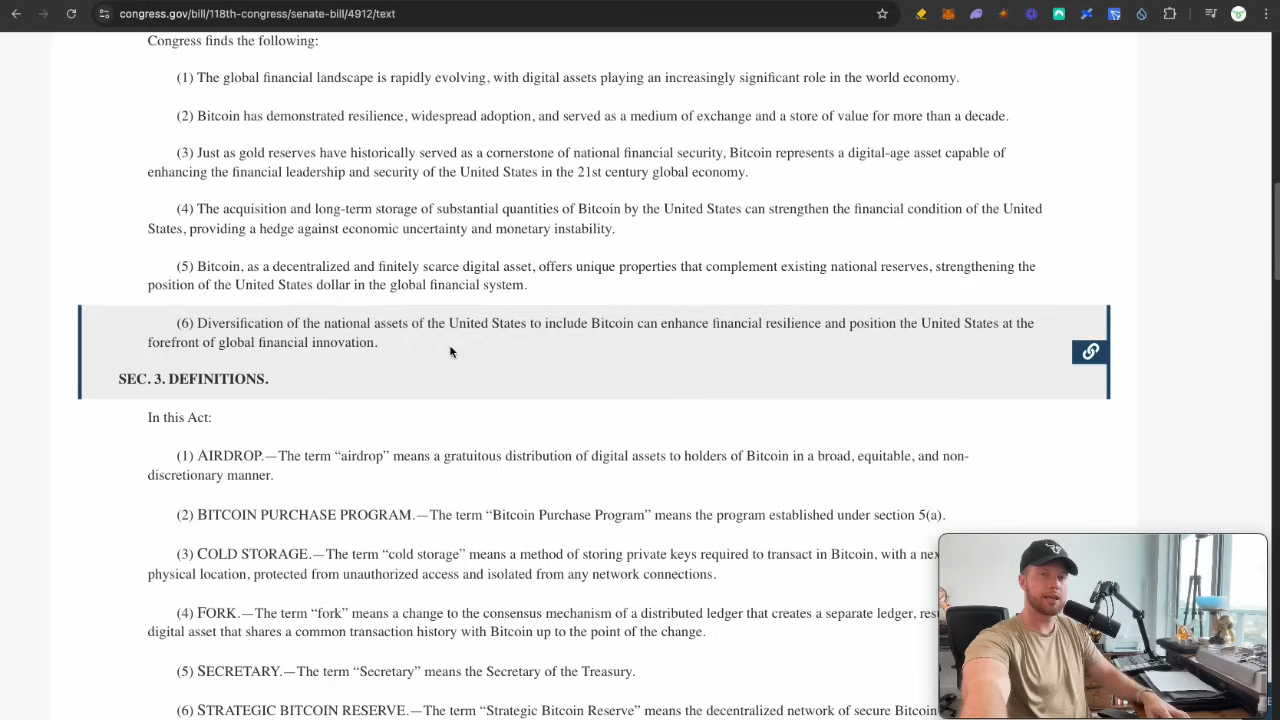 congress.gov/bill/118th-congress/senate-bill/4912/text
Congress finds the following:
(1) The global financial landscape is rapidly evolving, with digital assets playing an increasingly significant role in the world economy.
(2) Bitcoin has demonstrated resilience, widespread adoption, and served as a medium of exchange and a store of value for more than a decade.
(3) Just as gold reserves have historically served as a cornerstone of national financial security, Bitcoin represents a digital-age asset capable of
enhancing the financial leadership and security of the United States in the 21st century global economy.
(4) The acquisition and long-term storage of substantial quantities of Bitcoin by the United States can strengthen the financial condition of the United
States, providing a hedge against economic uncertainty and monetary instability.
(5) Bitcoin, as a decentralized and finitely scarce digital asset, offers unique properties that complement existing national reserves, strengthening the
position of the United States dollar in the global financial system.
(6) Diversification of the national assets of the United States to include Bitcoin can enhance financial resilience and position the United States at the
forefront of global financial innovation.
SEC. 3. DEFINITIONS.
In this Act:
(1) AIRDROP.—The term “airdrop” means a gratuitous distribution of digital assets to holders of Bitcoin in a broad, equitable, and non-
discretionary manner.
(2) BITCOIN PURCHASE PROGRAM.—The term “Bitcoin Purchase Program” means the program established under section 5(a).
(3) COLD STORAGE.—The term “cold storage” means a method of storing private keys required to transact in Bitcoin, with a
physical location, protected from unauthorized access and isolated from any network connections.
(4) FORK.—The term “fork” means a change to the consensus mechanism of a distributed ledger that creates a separate ledger,
digital asset that shares a common transaction history with Bitcoin up to the point of the change.
(5) SECRETARY.—The term “Secretary” means the Secretary of the Treasury.
(6) STRATEGIC BITCOIN RESERVE.—The term “Strategic Bitcoin Reserve” means the decentralized network of secure Bitcoin